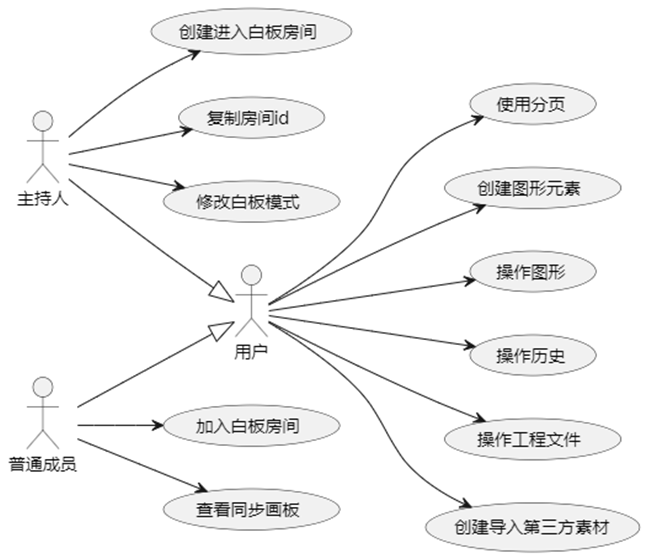 创建进入白板房间
复制房间id
修改白板模式
主持人
使用分页
创建图形元素
操作图形
用户
操作历史
普通成员
加入白板房间
操作工程文件
查看同步画板
创建导入第三方素材